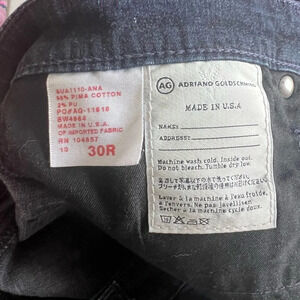 SUA1110-ANA
98% PIMA COTTON
2% PU
PO#AG-11616
SW4664
MADE IN U.S.A.
OF IMPORTED FABRIC
RN 104857
10
30R
AG ADRIANO GOLDSCHMIED
MADE IN U.S.A
NAME:
ADDRESS:
Machine wash cold. Inside out.
Do not bleach. Tumble dry low.
Laver à la machine à l'eau froide,
à l'envers. Ne pas javelliser.
Sécher à la machine cycle doux.